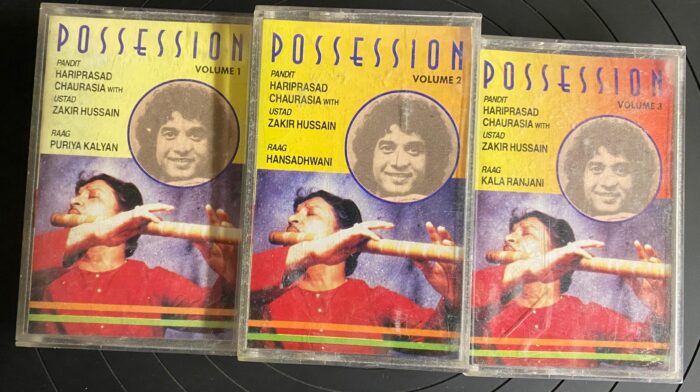 POSSESSION
VOLUME 1
PANDIT
HARIPRASAD
CHAURASIA WITH
USTAD
ZAKIR HUSSAIN
RAAG
PURIYA KALYAN
POSSESSION
VOLUME 2
PANDIT
HARIPRASAD
CHAURASIA WITH
USTAD
ZAKIR HUSSAIN
RAAG
HANSADHWANI
POSSESSION
VOLUME 3
PANDIT
HARIPRASAD
CHAURASIA WITH
USTAD
ZAKIR HUSSAIN
RAAG
KALA RANJANI